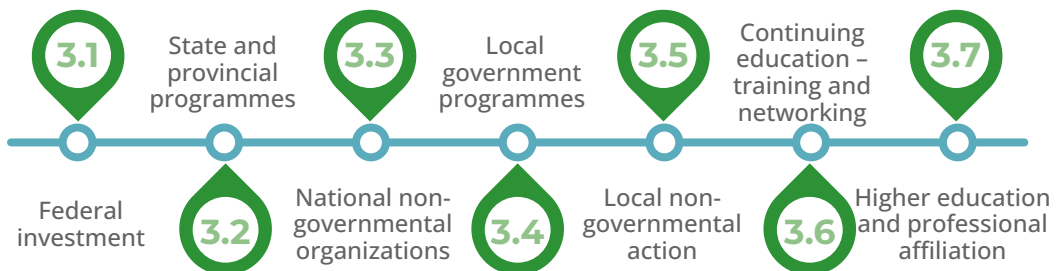 3.1
Federal
investment
State and
provincial
programmes
3.2
3.3
National non-
governmental
organizations
Local
government
programmes
3.4
3.5
Local non-
governmental
action
Continuing
education –
training and
networking
3.6
3.7
Higher education
and professional
affiliation